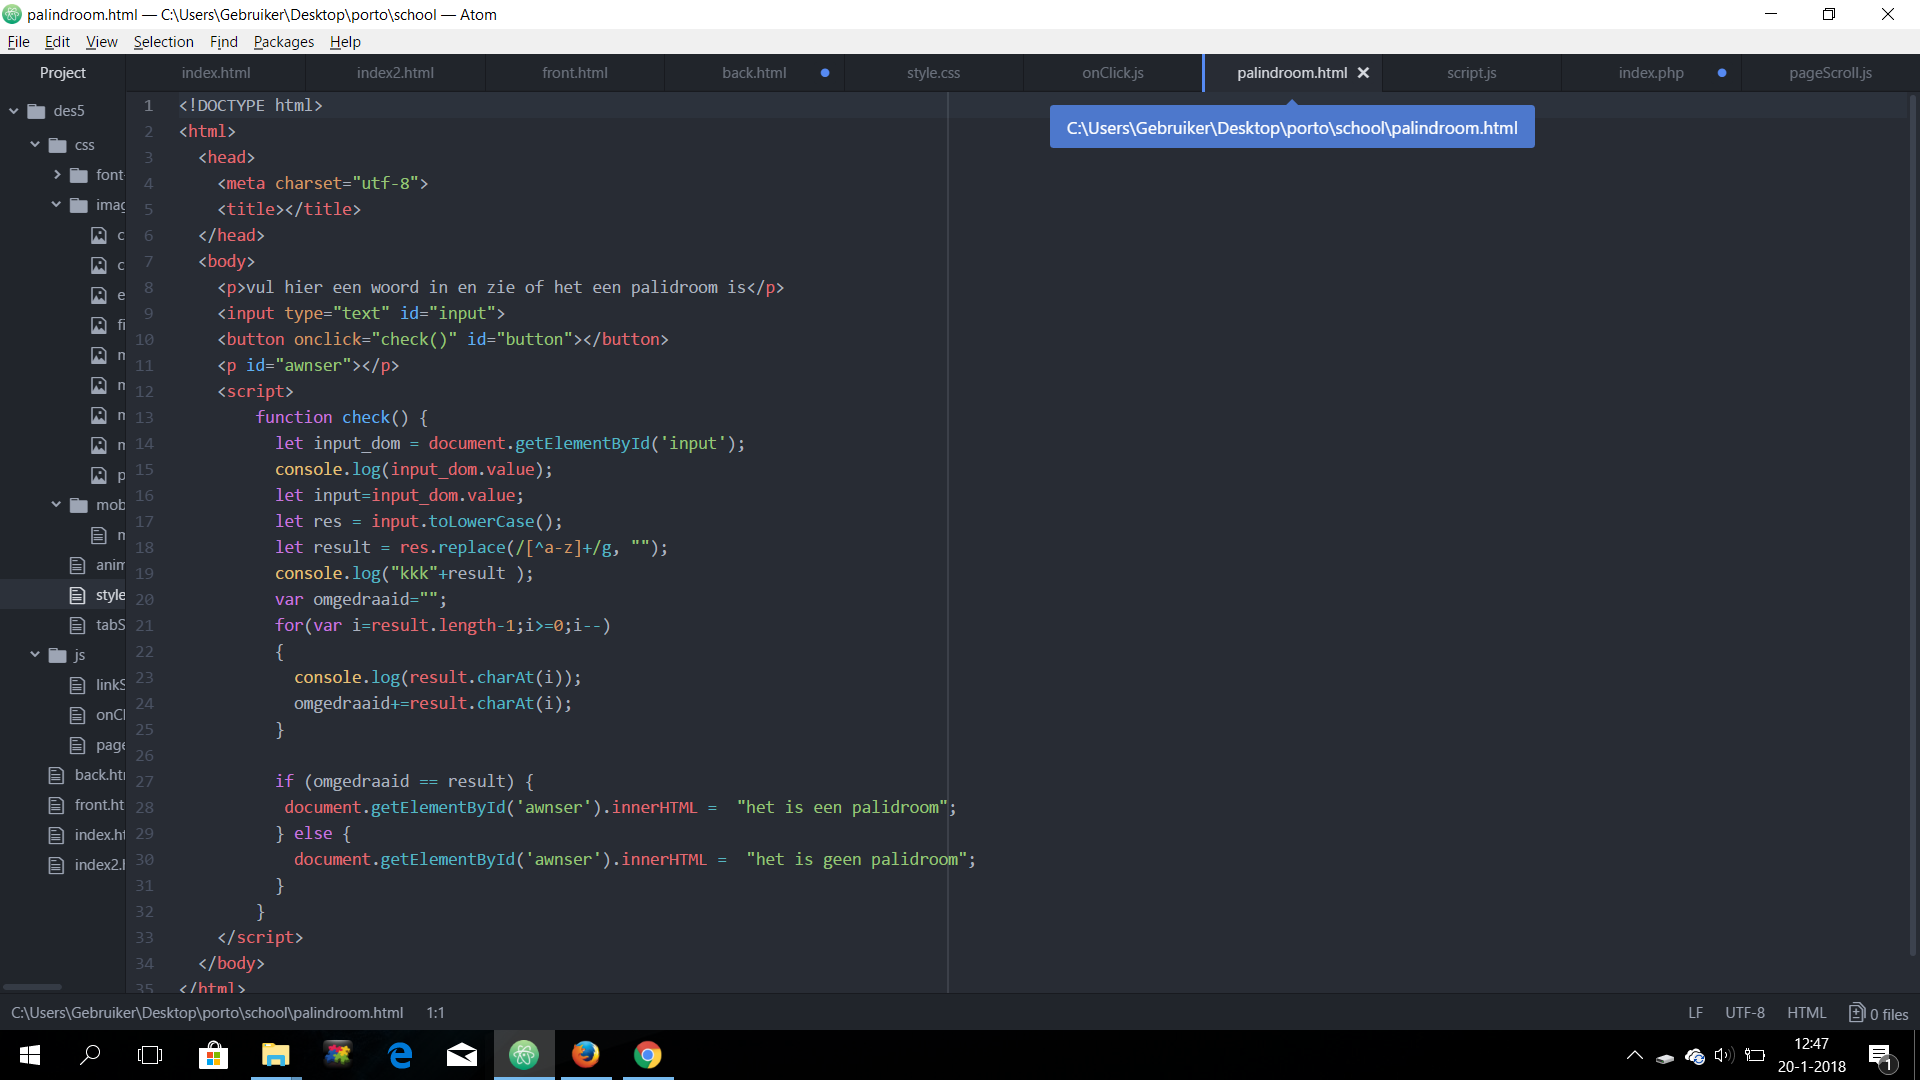 palindroom.html — C:\Users\Gebruiker\Desktop\porto\school — Atom
File Edit View Selection Find Packages Help
Project
index.html index2.html front.html back.html style.css onClick.js palindroom.html script.js index.php pageScroll.js
C:\Users\Gebruiker\Desktop\porto\school\palindroom.html
des5
css
font-
imag
c
c
e
fi
m
m
m
m
p
mob
m
anim
style
tabS
js
linkS
onCl
page
back.htm
front.ht
index.ht
index2.h
1 <!DOCTYPE html>
2 <html>
3 <head>
4 <meta charset="utf-8">
5 <title></title>
6 </head>
7 <body>
8 <p>vul hier een woord in en zie of het een palidroom is</p>
9 <input type="text" id="input">
10 <button onclick="check()" id="button"></button>
11 <p id="awnser"></p>
12 <script>
13 function check() {
14 let input_dom = document.getElementById('input');
15 console.log(input_dom.value);
16 let input=input_dom.value;
17 let res = input.toLowerCase();
18 let result = res.replace(/[^a-z]+/g, "");
19 console.log("kkk"+result );
20 var omgedraaid="";
21 for(var i=result.length-1;i>=0;i--)
22 {
23 console.log(result.charAt(i));
24 omgedraaid+=result.charAt(i);
25 }
26
27 if (omgedraaid == result) {
28 document.getElementById('awnser').innerHTML =  "het is een palidroom";
29 } else {
30 document.getElementById('awnser').innerHTML =  "het is geen palidroom";
31 }
32 }
33 </script>
34 </body>
35 </html>
C:\Users\Gebruiker\Desktop\porto\school\palindroom.html 1:1 LF UTF-8 HTML 0 files
12:47
20-1-2018
1